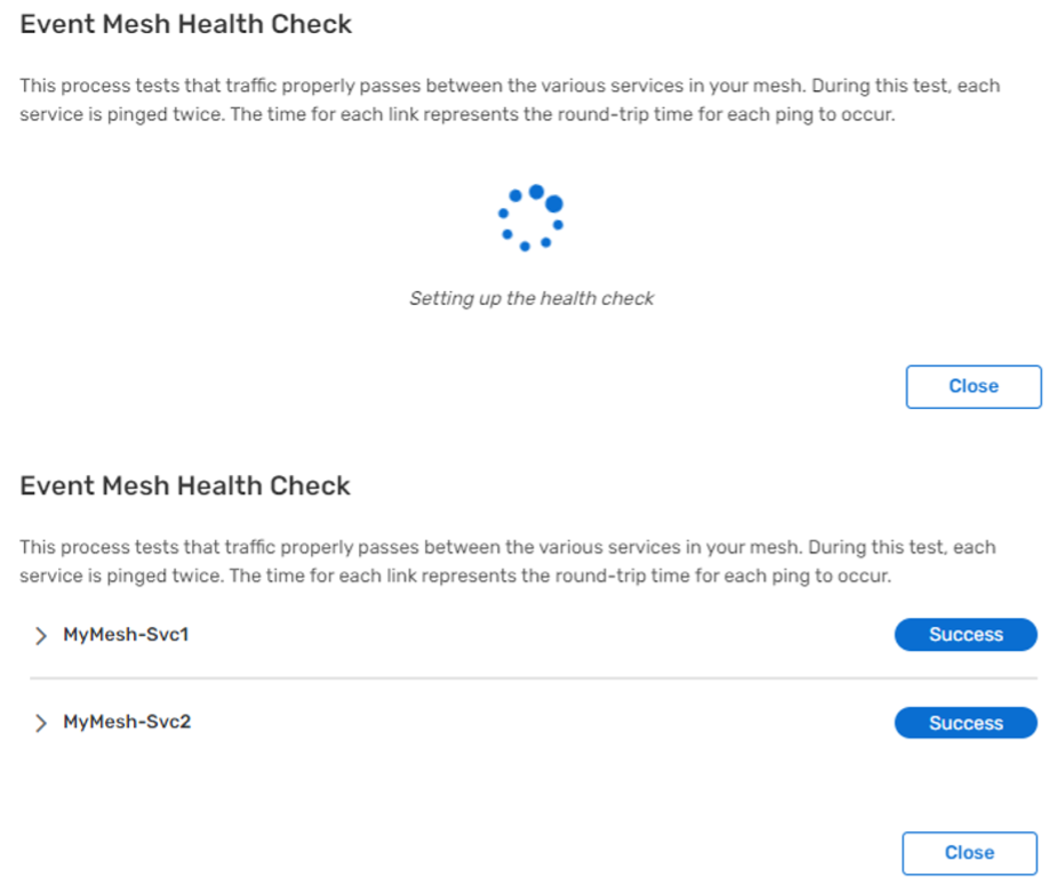 Event Mesh Health Check
This process tests that traffic properly passes between the various services in your mesh. During this test, each
service is pinged twice. The time for each link represents the round-trip time for each ping to occur.
Setting up the health check
Close
Event Mesh Health Check
This process tests that traffic properly passes between the various services in your mesh. During this test, each
service is pinged twice. The time for each link represents the round-trip time for each ping to occur.
MyMesh-Svc1 Success
MyMesh-Svc2 Success
Close